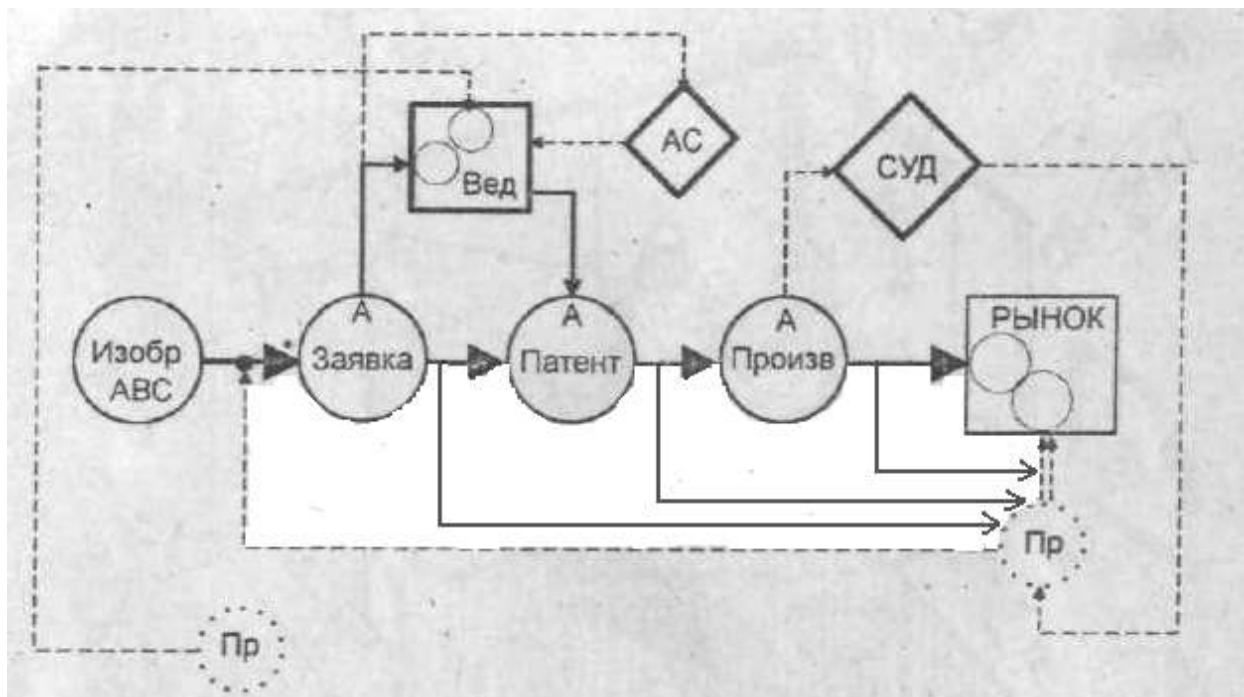 АС
Вед
СУД
Изобр
АВС
А
Заявка
А
Патент
А
Произв
РЫНОК
Пр
Пр